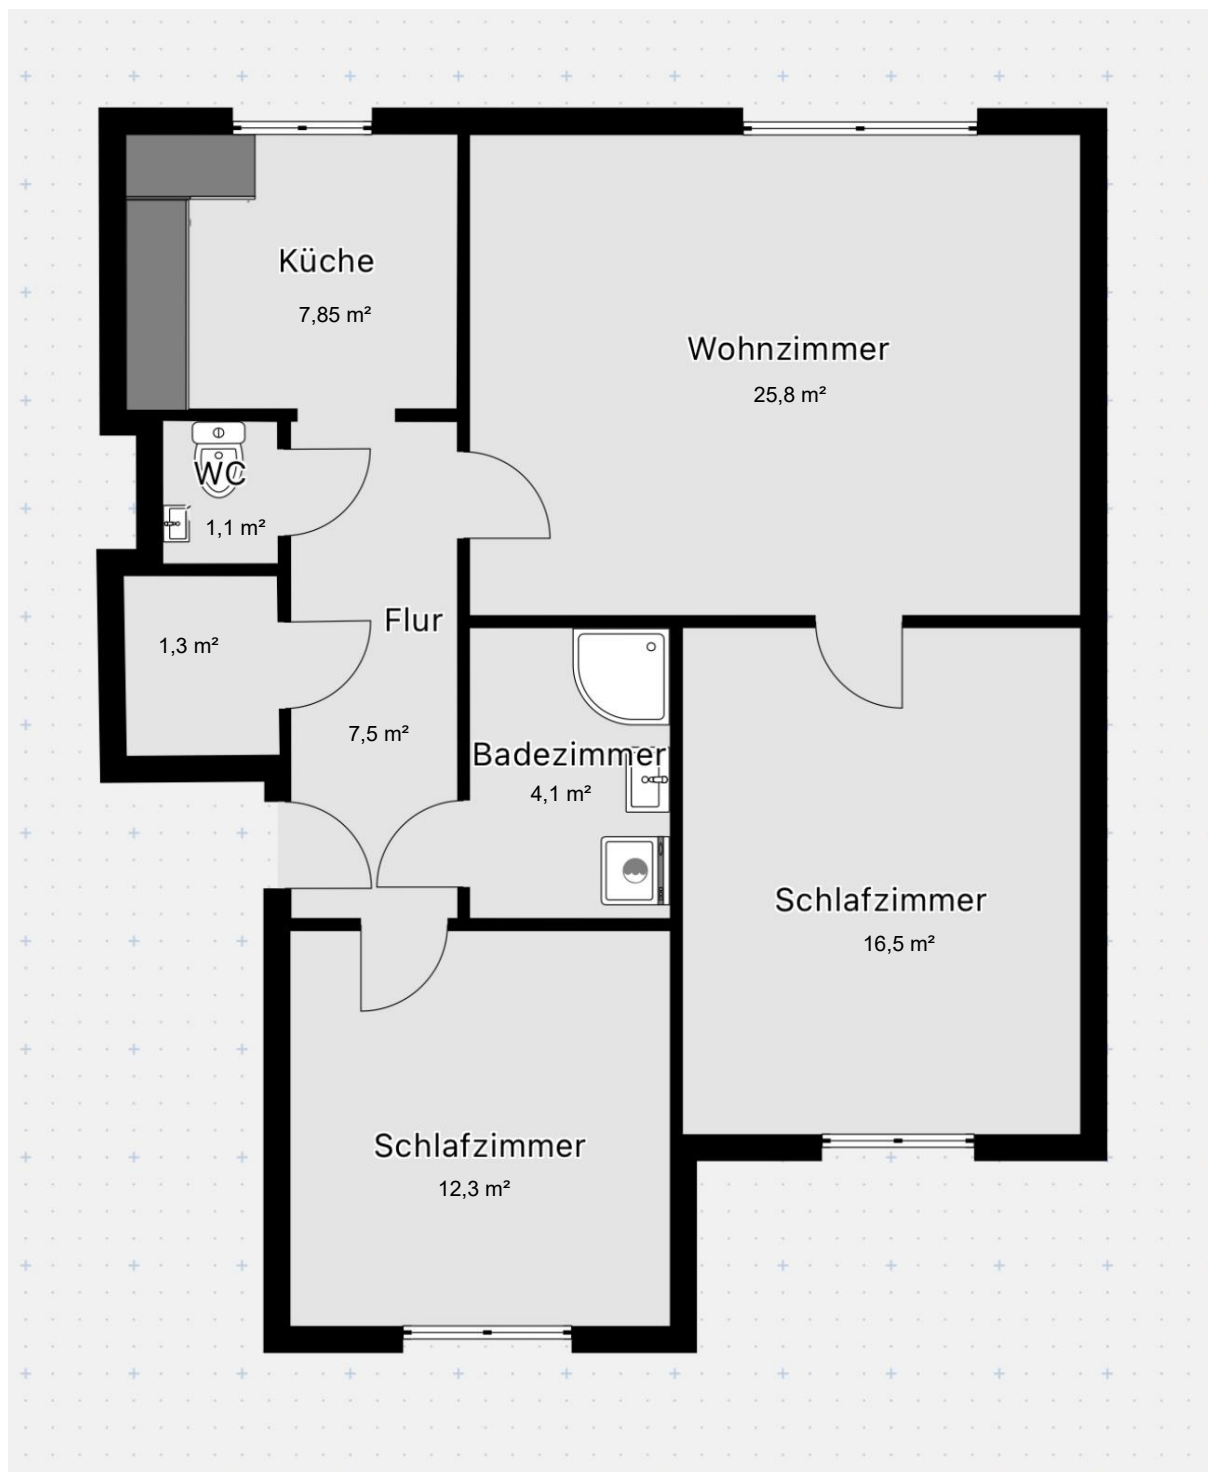 Küche
7,85 m²
Wohnzimmer
25,8 m²
WC
1,1 m²
Flur
1,3 m²
7,5 m²
Badezimmer
4,1 m²
Schlafzimmer
16,5 m²
Schlafzimmer
12,3 m²